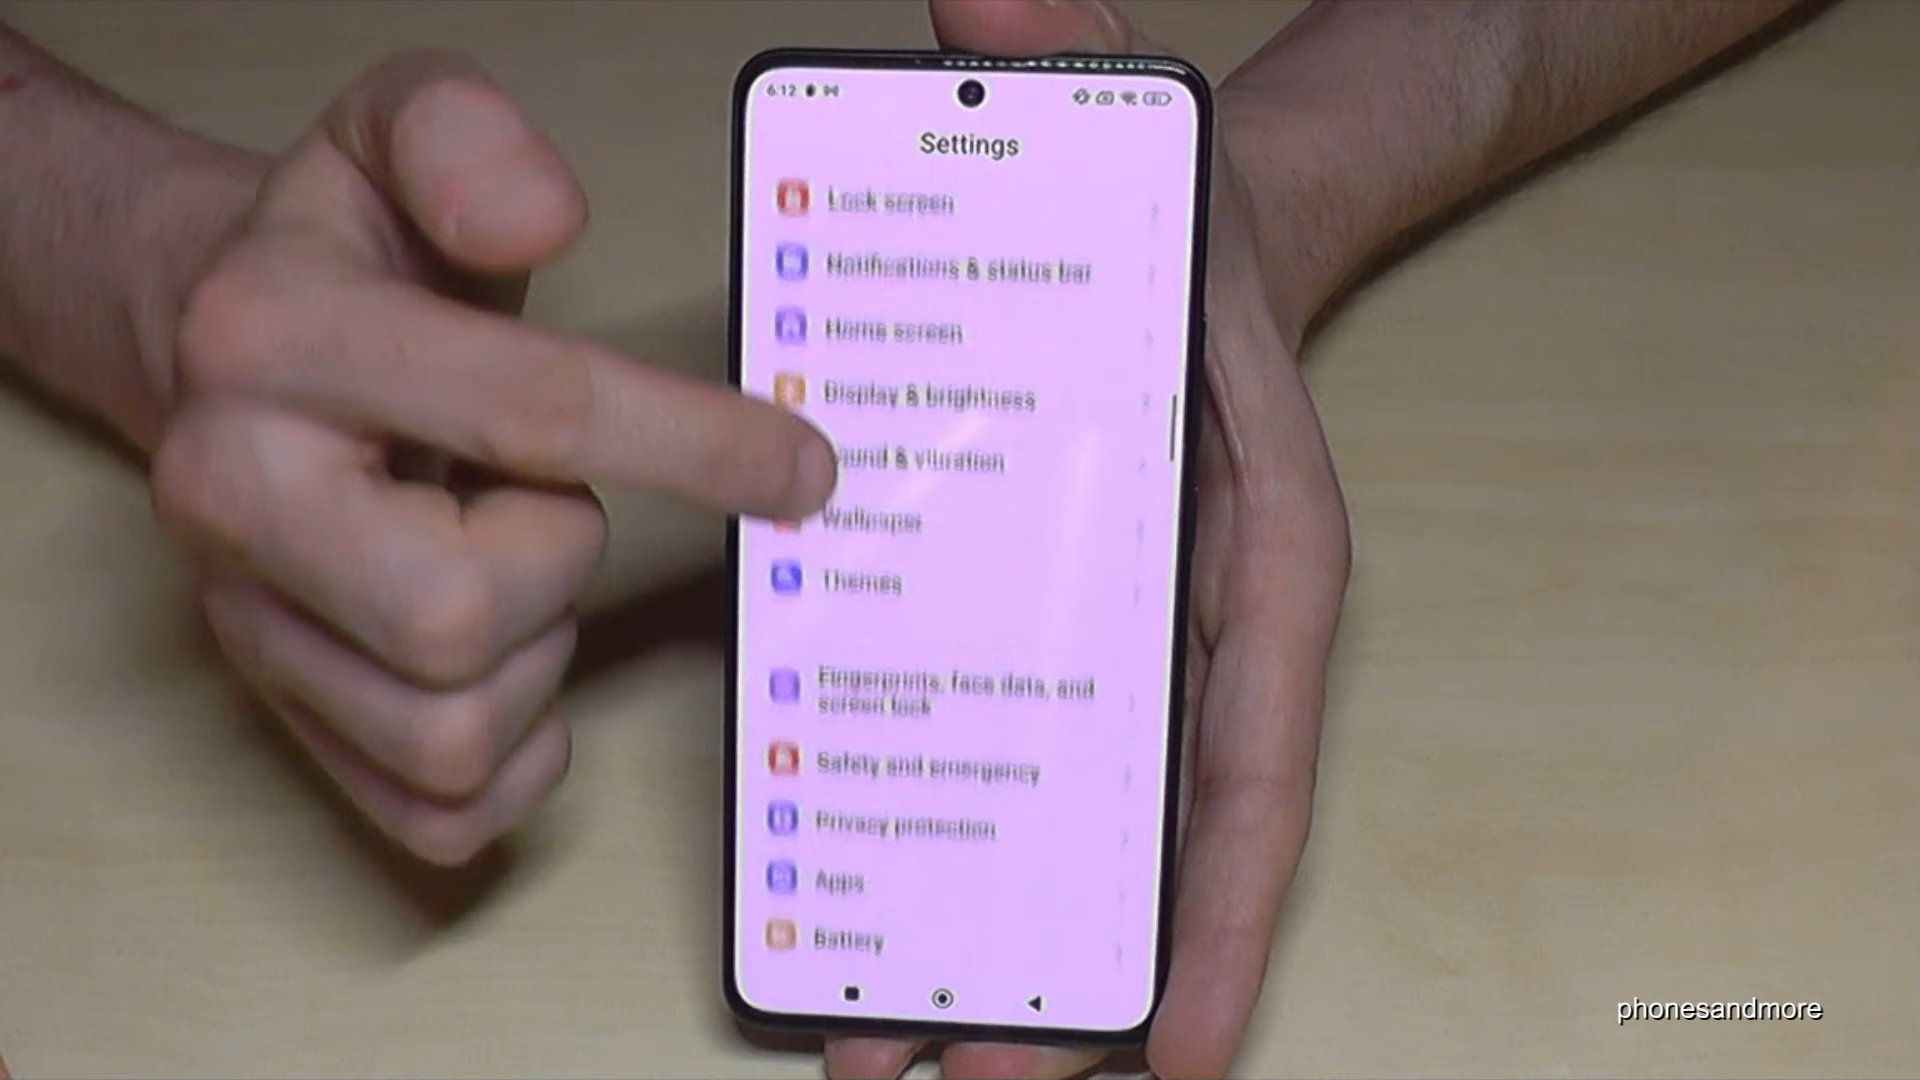 6:12
Settings
Lock screen
Notifications & status bar
Home screen
Display & brightness
ound & vibration
Wallpaper
Themes
Fingerprints, face data, and
screen lock
Safety and emergency
Privacy protection
Apps
Battery
phonesandmore